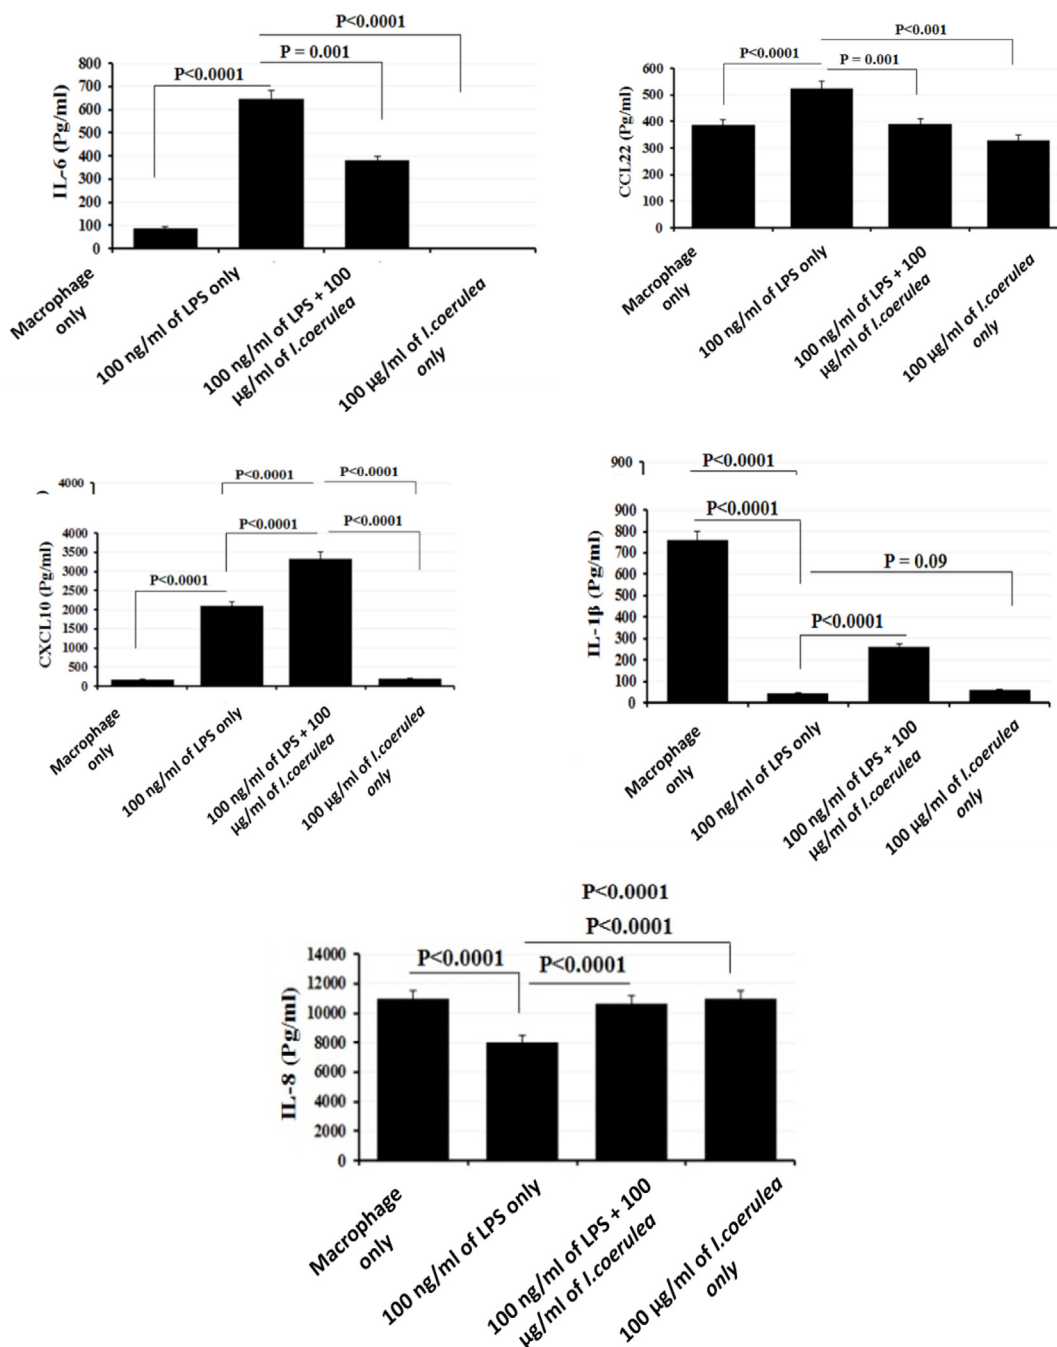 P<0.0001
P = 0.001
P<0.0001
IL-6 (Pg/ml)
800
700
600
500
400
300
200
100
0
Macrophage
only
100 ng/ml of LPS only
100 ng/ml of LPS + 100
µg/ml of I.coerulea
100 µg/ml of I.coerulea
only
P<0.001
P<0.0001
P = 0.001
CCL22 (Pg/ml)
600
500
400
300
200
100
0
Macrophage
only
100 ng/ml of LPS only
100 ng/ml of LPS + 100
µg/ml of I.coerulea
100 µg/ml of I.coerulea
only
)
4000
P<0.0001
P<0.0001
P<0.0001
P<0.0001
P<0.0001
CXCL10 (Pg/ml)
4000
3500
3000
2500
2000
1500
1000
500
0
Macrophage
only
100 ng/ml of LPS only
100 ng/ml of LPS + 100
µg/ml of I.coerulea
100 µg/ml of I.coerulea
only
900
P<0.0001
P<0.0001
P = 0.09
P<0.0001
IL-1β (Pg/ml)
900
800
700
600
500
400
300
200
100
0
Macrophage
only
100 ng/ml of LPS only
100 ng/ml of LPS + 100
µg/ml of I.coerulea
100 µg/ml of I.coerulea
only
P<0.0001
P<0.0001
P<0.0001
P<0.0001
IL-8 (Pg/ml)
14000
12000
10000
8000
6000
4000
2000
0
Macrophage
only
100 ng/ml of LPS only
100 ng/ml of LPS + 100
µg/ml of I.coerulea
100 µg/ml of I.coerulea
only